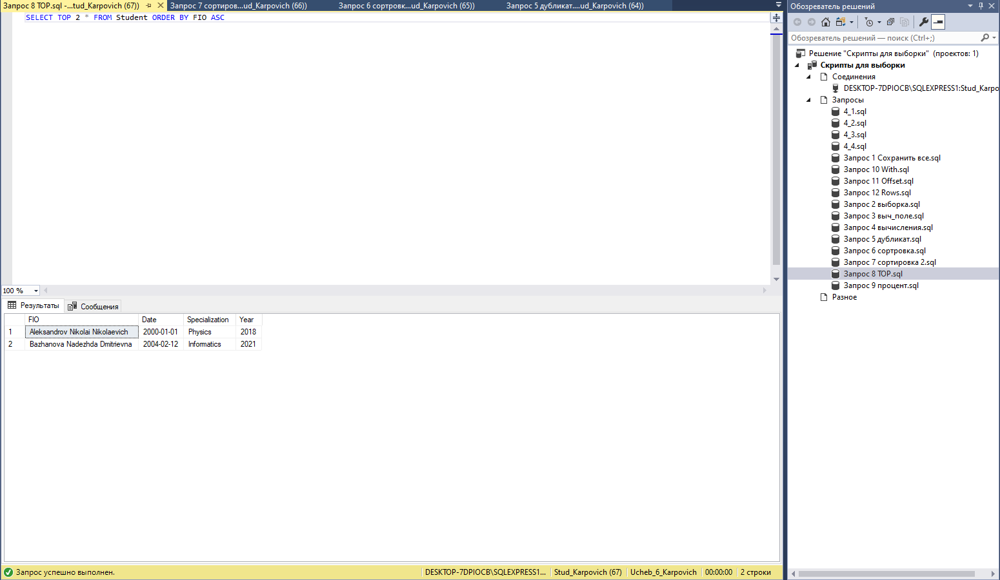 Запрос 8 TOP.sql -...tud_Karpovich (67))
Запрос 7 сортиров...ud_Karpovich (66))
Запрос 6 сортровк...ud_Karpovich (65))
Запрос 5 дубликат....ud_Karpovich (64))
SELECT TOP 2 * FROM Student ORDER BY FIO ASC
100 %
Результаты
Сообщения
FIO Date Specialization Year
1 Aleksandrov Nikolai Nikolaevich 2000-01-01 Physics 2018
2 Bazhanova Nadezhda Dmitrievna 2004-02-12 Informatics 2021
Запрос успешно выполнен.
DESKTOP-7DPIOCB\SQLEXPRESS1...
Stud_Karpovich (67)
Ucheb_6_Karpovich
00:00:00
2 строки
Обозреватель решений
Обозреватель решений — поиск (Ctrl+;)
Решение "Скрипты для выборки" (проектов: 1)
Скрипты для выборки
Соединения
DESKTOP-7DPIOCB\SQLEXPRESS1:Stud_Karpo
Запросы
4_1.sql
4_2.sql
4_3.sql
4_4.sql
Запрос 1 Сохранить все.sql
Запрос 10 With.sql
Запрос 11 Offset.sql
Запрос 12 Rows.sql
Запрос 2 выборка.sql
Запрос 3 выч_поле.sql
Запрос 4 вычисления.sql
Запрос 5 дубликат.sql
Запрос 6 сортровка.sql
Запрос 7 сортировка 2.sql
Запрос 8 TOP.sql
Запрос 9 процент.sql
Разное